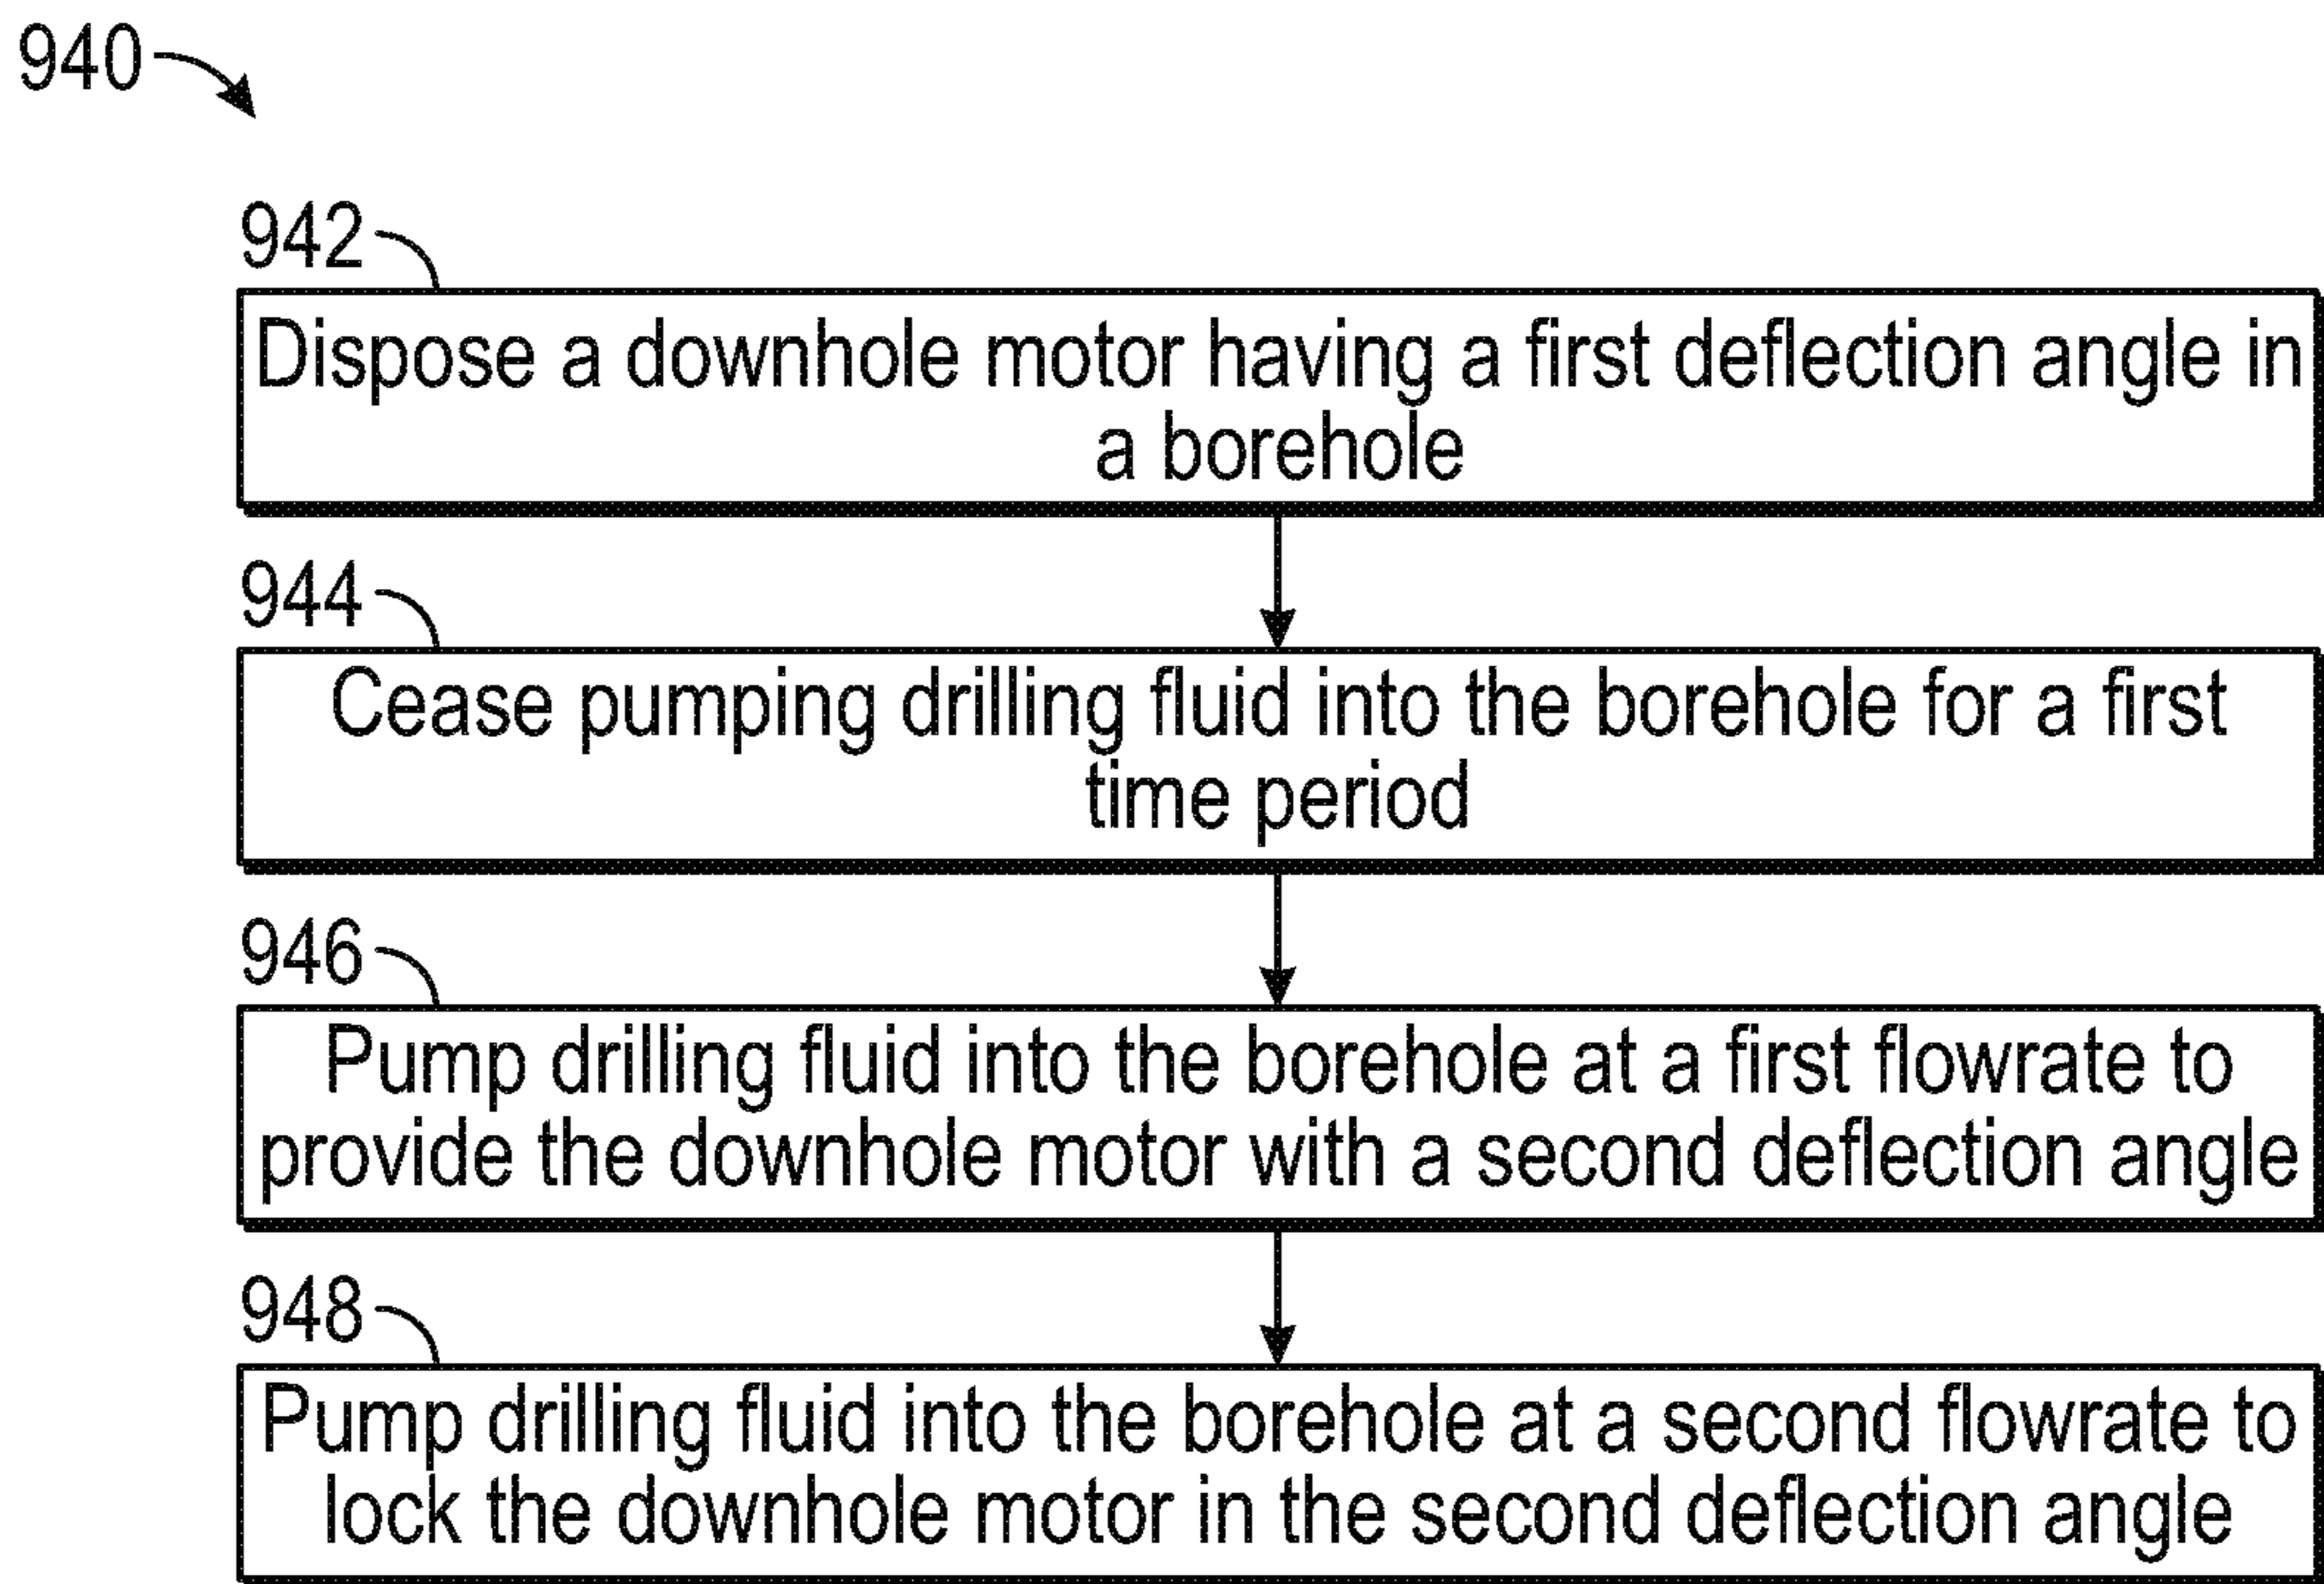 940
942
Dispose a downhole motor having a first deflection angle in
a borehole
944
Cease pumping drilling fluid into the borehole for a first
time period
946
Pump drilling fluid into the borehole at a first flowrate to
provide the downhole motor with a second deflection angle
948
Pump drilling fluid into the borehole at a second flowrate to
lock the downhole motor in the second deflection angle